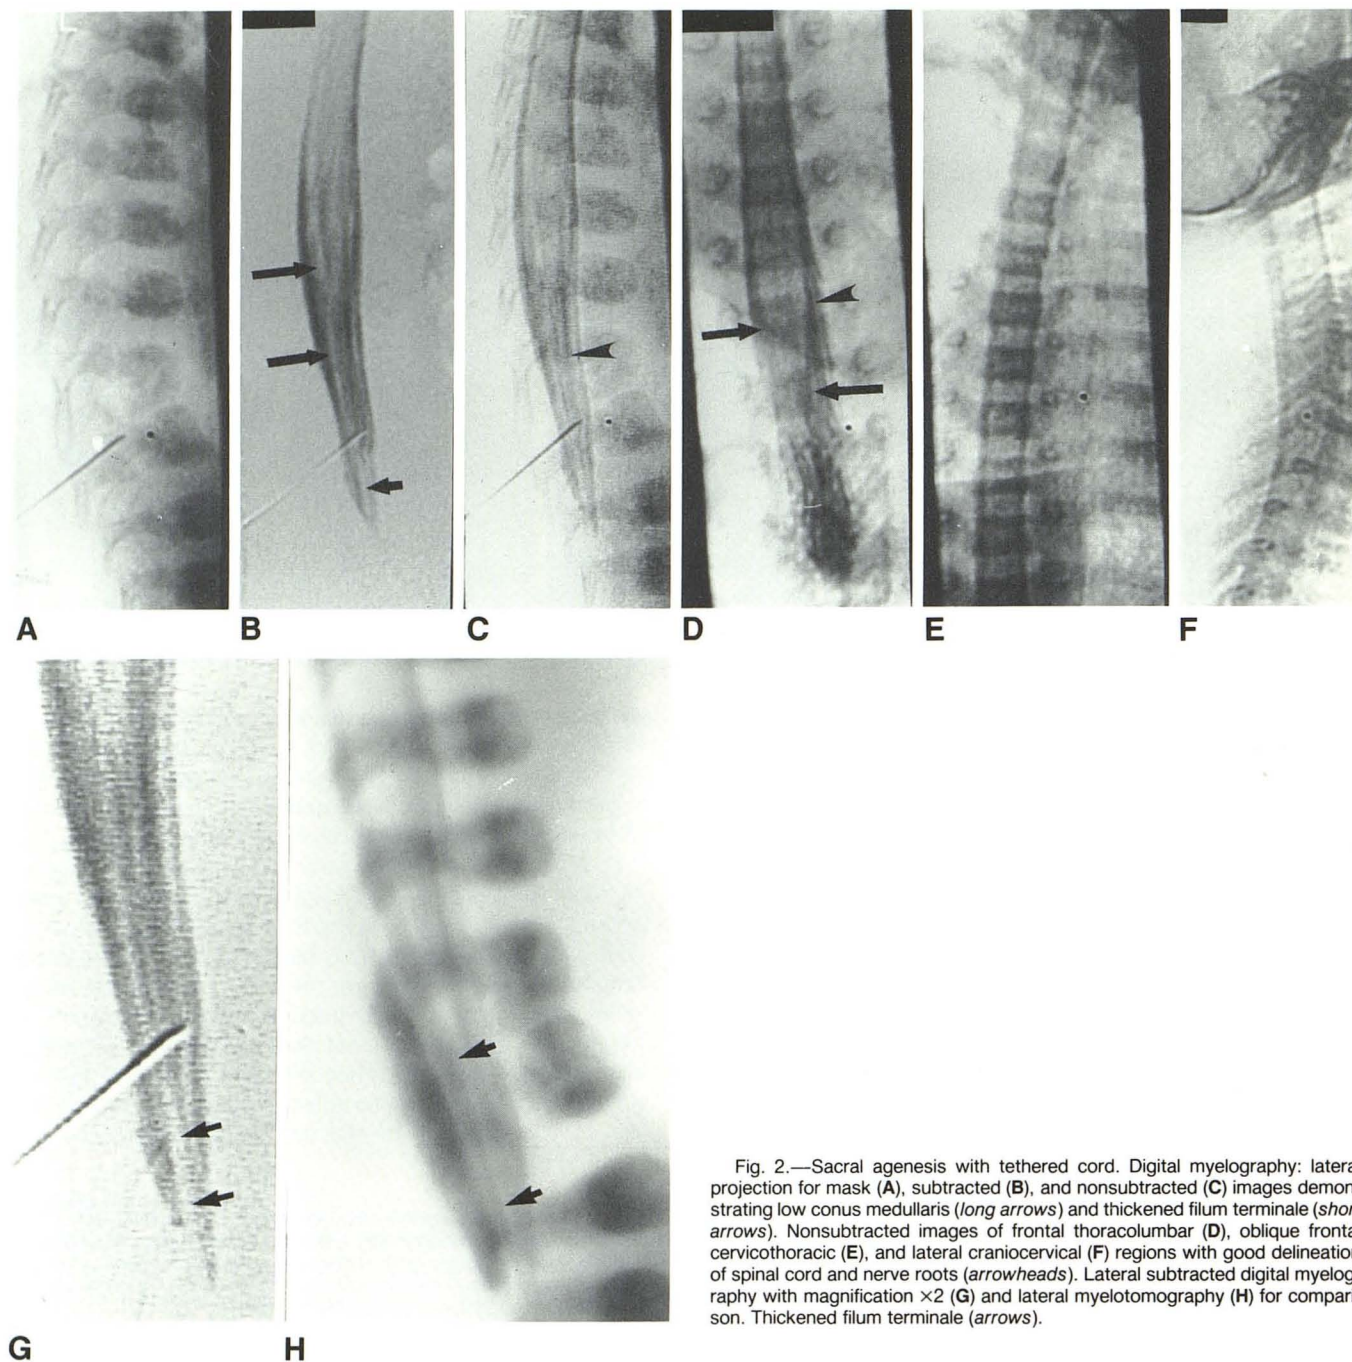 A
B
C
D
E
F
G
H
Fig. 2.—Sacral agenesis with tethered cord. Digital myelography: latera
projection for mask (A), subtracted (B), and nonsubtracted (C) images demon
strating low conus medullaris (long arrows) and thickened filum terminale (shor
arrows). Nonsubtracted images of frontal thoracolumbar (D), oblique fronta
cervicothoracic (E), and lateral craniocervical (F) regions with good delineation
of spinal cord and nerve roots (arrowheads). Lateral subtracted digital myelog
raphy with magnification ×2 (G) and lateral myelotomography (H) for compari
son. Thickened filum terminale (arrows).